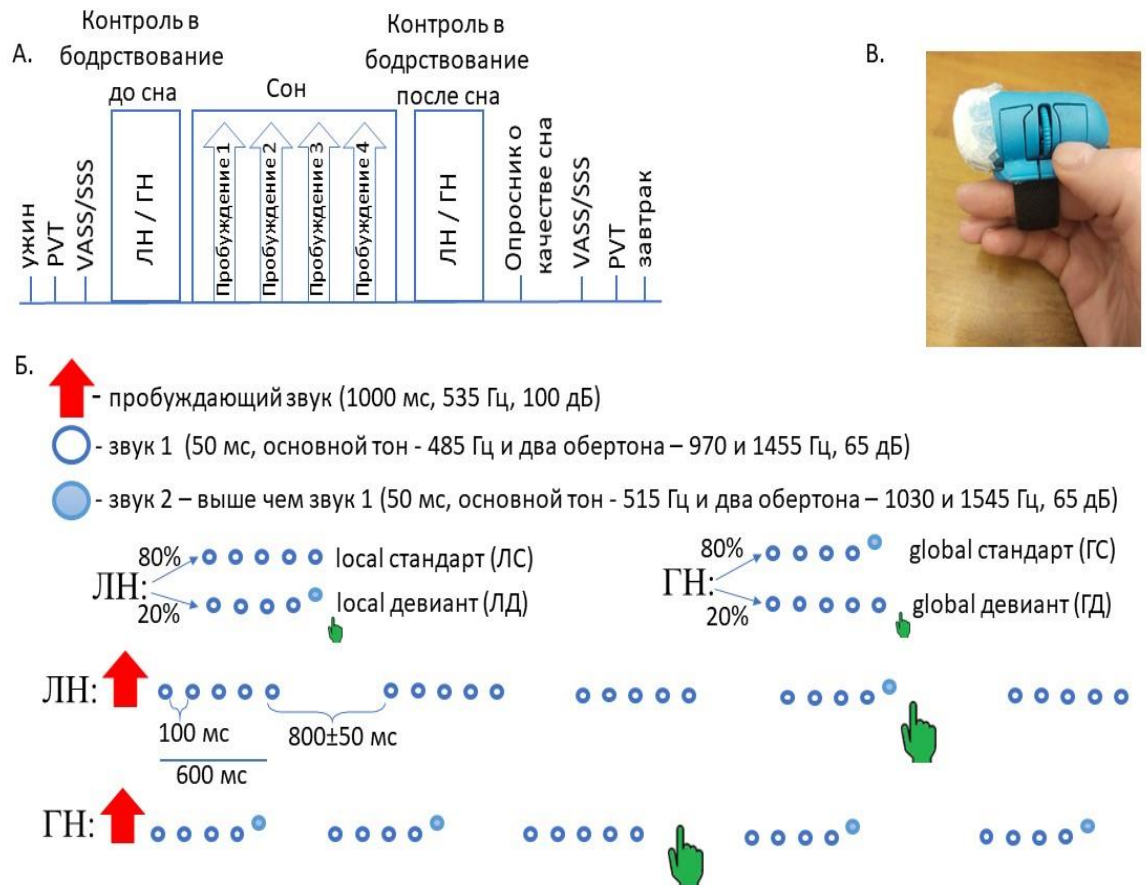 А.
Контроль в
бодрствование
до сна
Сон
Контроль в
бодрствование
после сна
В.
ужин
PVT
VASS/SSS
ЛН / ГН
Пробуждение 1
Пробуждение 2
Пробуждение 3
Пробуждение 4
ЛН / ГН
Опросник о
качестве сна
VASS/SSS
PVT
завтрак
Б.
- пробуждающий звук (1000 мс, 535 Гц, 100 дБ)
- звук 1 (50 мс, основной тон - 485 Гц и два обертона – 970 и 1455 Гц, 65 дБ)
- звук 2 – выше чем звук 1 (50 мс, основной тон - 515 Гц и два обертона – 1030 и 1545 Гц, 65 дБ)
ЛН:
80%
local стандарт (ЛС)
20%
local девиант (ЛД)
ГН:
80%
global стандарт (ГС)
20%
global девиант (ГД)
ЛН:
100 мс
800±50 мс
600 мс
ГН: